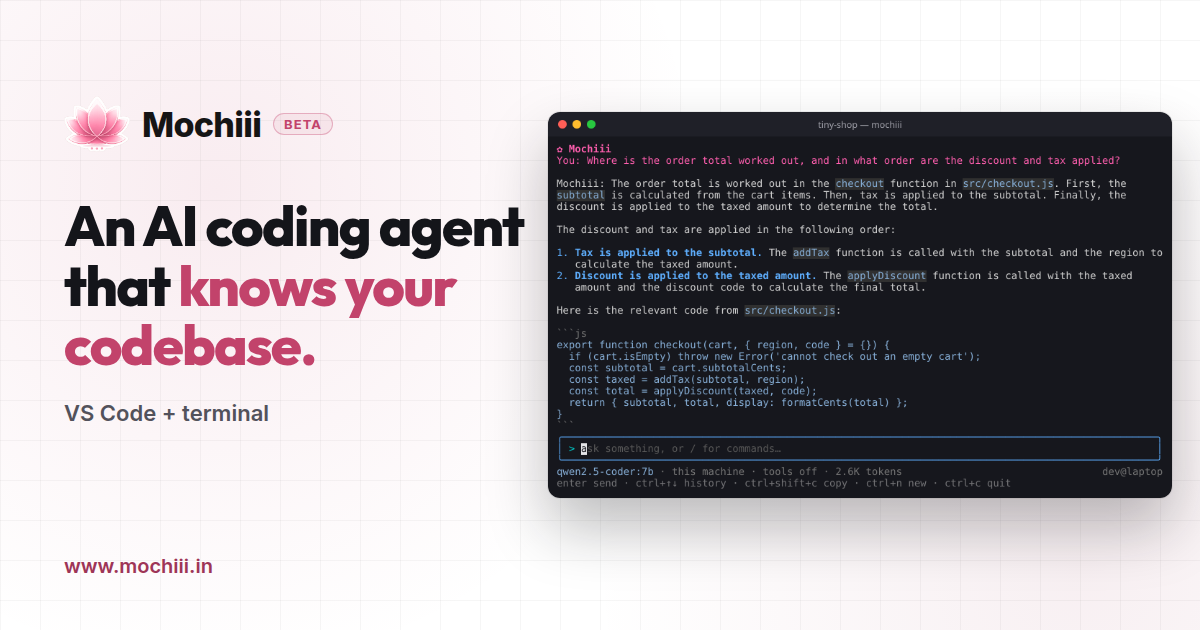 Mochiii BETA
An AI coding agent
that knows your
codebase.
VS Code + terminal
www.mochiii.in
tiny-shop — mochiii
✿ Mochiii
You: Where is the order total worked out, and in what order are the discount and tax applied?
Mochiii: The order total is worked out in the checkout function in src/checkout.js. First, the
subtotal is calculated from the cart items. Then, tax is applied to the subtotal. Finally, the
discount is applied to the taxed amount to determine the total.
The discount and tax are applied in the following order:
1. Tax is applied to the subtotal. The addTax function is called with the subtotal and the region to
calculate the taxed amount.
2. Discount is applied to the taxed amount. The applyDiscount function is called with the taxed
amount and the discount code to calculate the final total.
Here is the relevant code from src/checkout.js:
```js
export function checkout(cart, { region, code } = {}) {
  if (cart.isEmpty) throw new Error('cannot check out an empty cart');
  const subtotal = cart.subtotalCents;
  const taxed = addTax(subtotal, region);
  const total = applyDiscount(taxed, code);
  return { subtotal, total, display: formatCents(total) };
}
```
> ask something, or / for commands…
qwen2.5-coder:7b · this machine · tools off · 2.6K tokens dev@laptop
enter send · ctrl+↑↓ history · ctrl+shift+c copy · ctrl+n new · ctrl+c quit